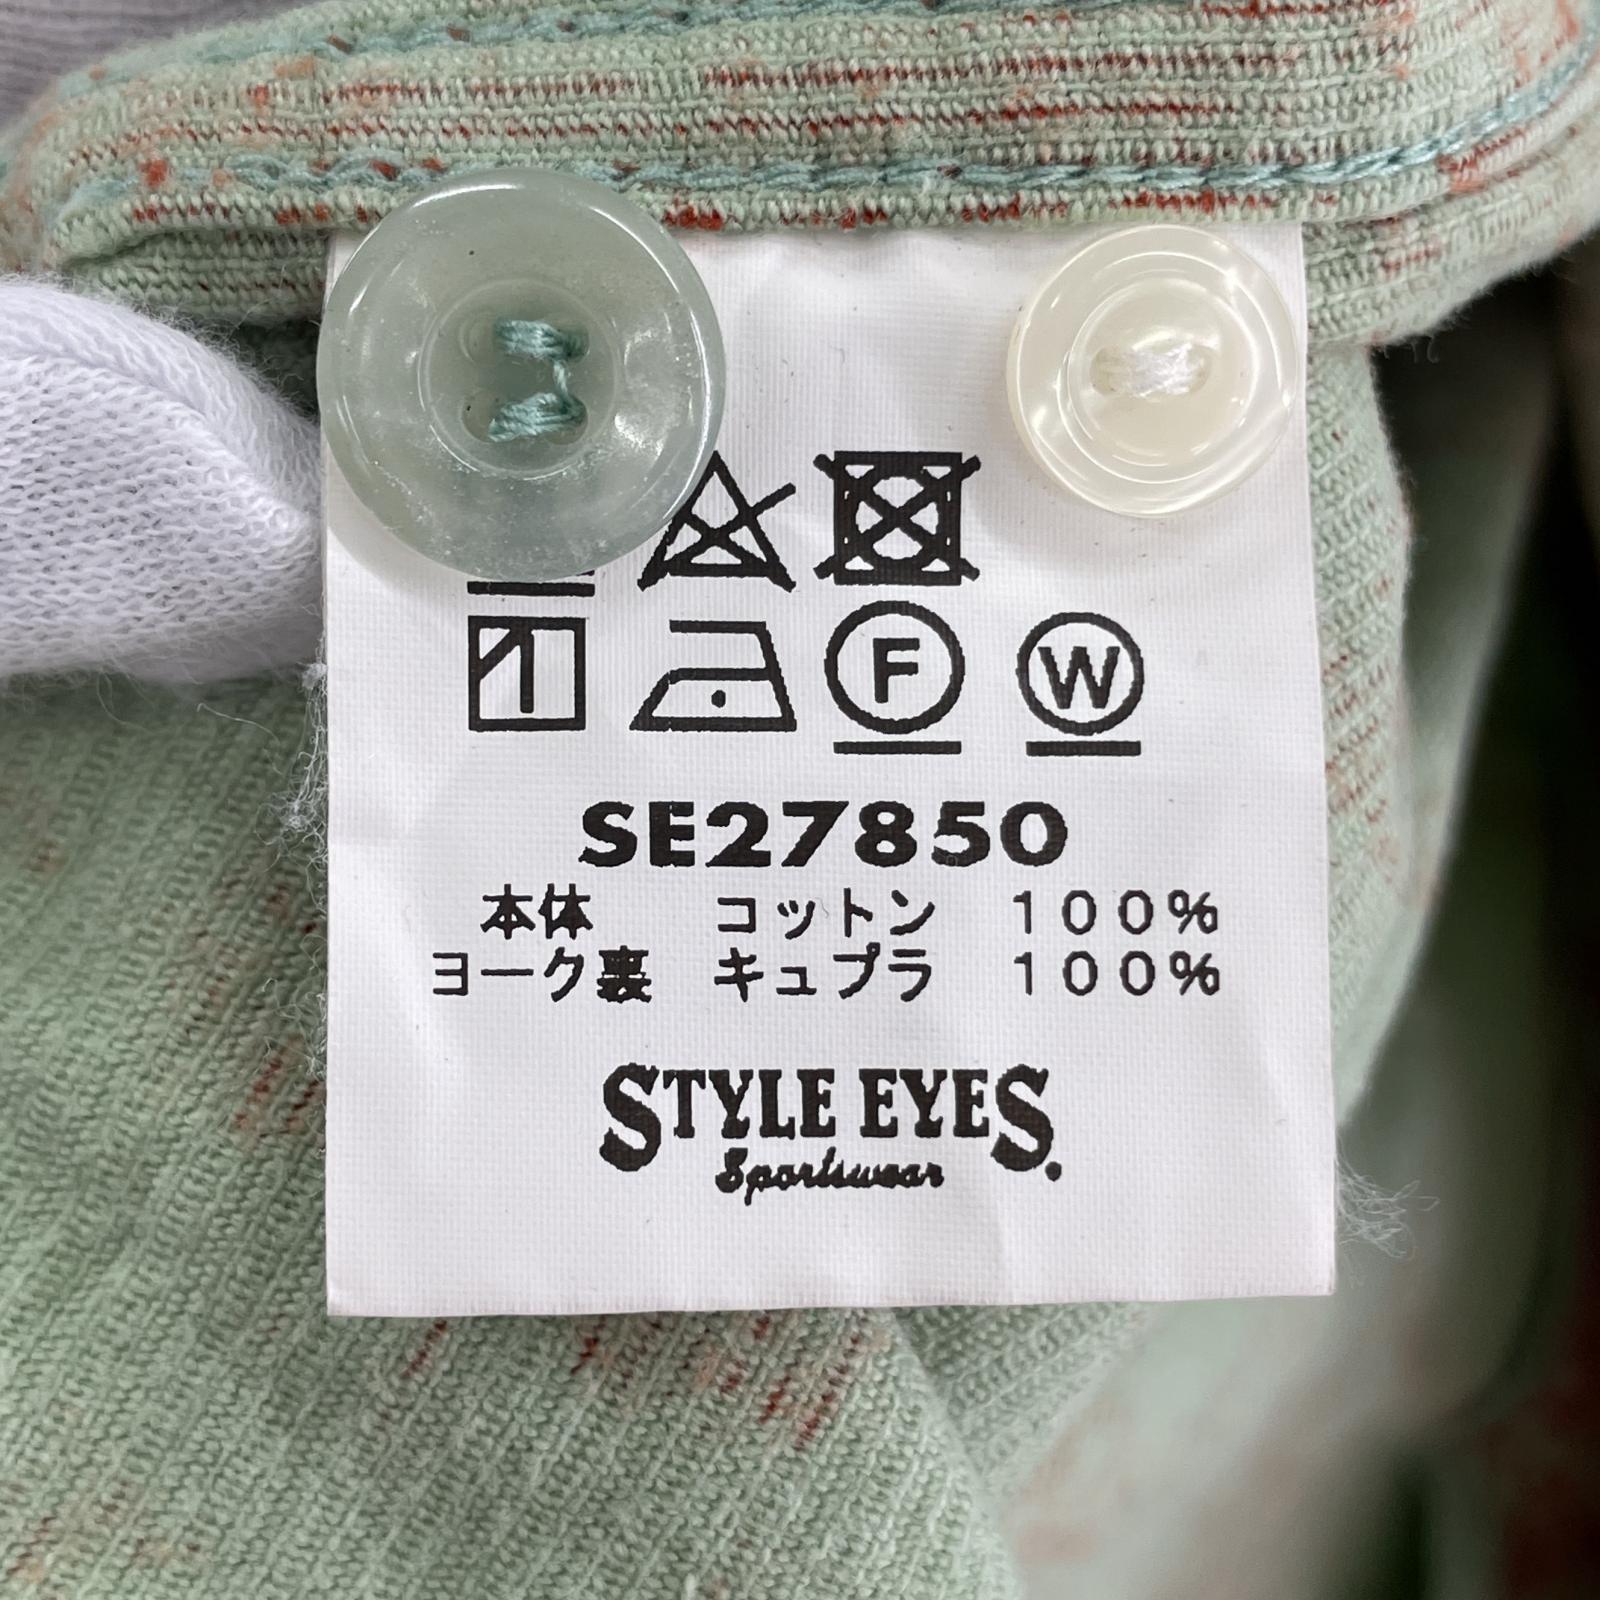 F W
SE27850
本体 コットン 100%
ヨーク裏 キュプラ 100%
STYLE EYES.
Sportswear